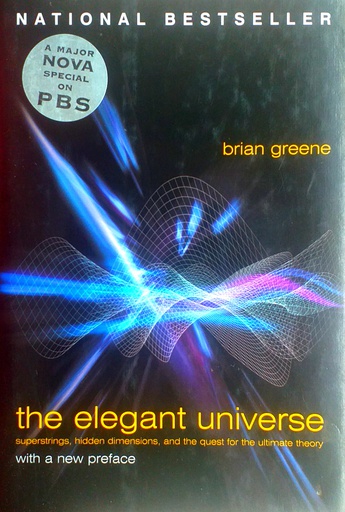 NATIONAL BESTSELLER
A MAJOR
NOVA
SPECIAL
ON
PBS
brian greene
the elegant universe
superstrings, hidden dimensions, and the quest for the ultimate theory
with a new preface